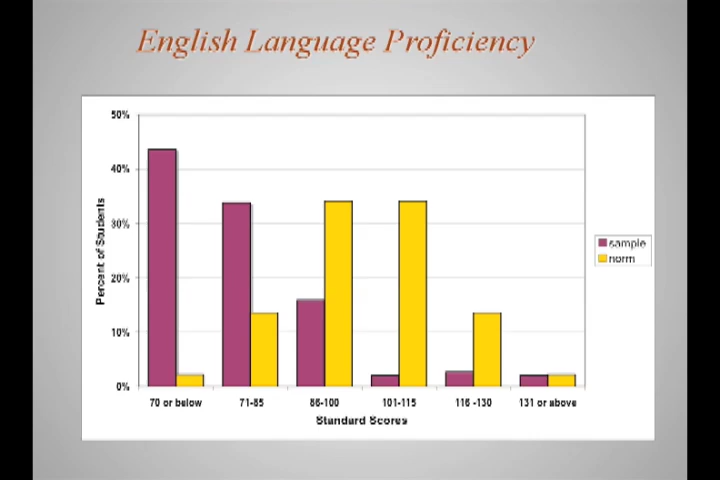 English Language Proficiency
50%
40%
30%
20%
10%
0%
Percent of Students
70 or below
71-85
86-100
101-115
116 -130
131 or above
Standard Scores
sample
norm